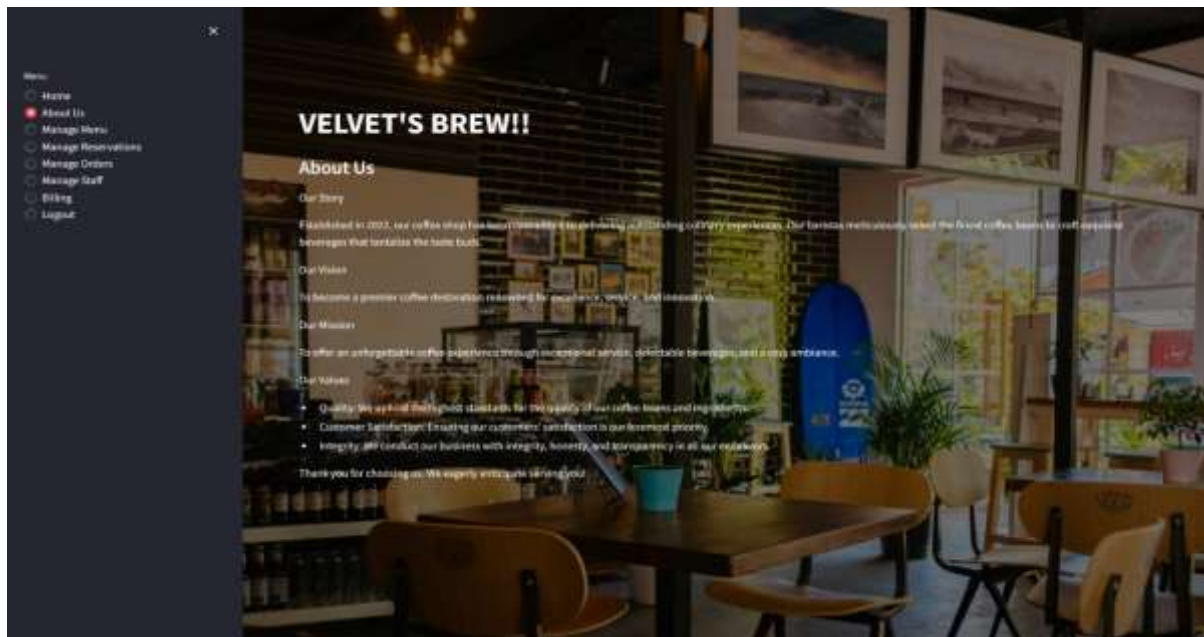 ×
Menu
Home
About Us
Manage Menu
Manage Reservations
Manage Orders
Manage Staff
Billing
Logout
VELVET'S BREW!!
About Us
Our Story
Established in 2022, our coffee shop has been committed to delivering outstanding culinary experiences. Our baristas meticulously select the finest coffee beans to craft exquisite
beverages that tantalize the taste buds.
Our Vision
To become a premier coffee destination renowned for excellence, service, and innovation.
Our Mission
To offer an unforgettable coffee experience through exceptional service, delectable beverages, and a cozy ambiance.
Our Values
• Quality: We uphold the highest standards for the quality of our coffee beans and ingredients.
• Customer Satisfaction: Ensuring our customers' satisfaction is our foremost priority.
• Integrity: We conduct our business with integrity, honesty, and transparency in all our endeavors.
Thank you for choosing us. We eagerly anticipate serving you!